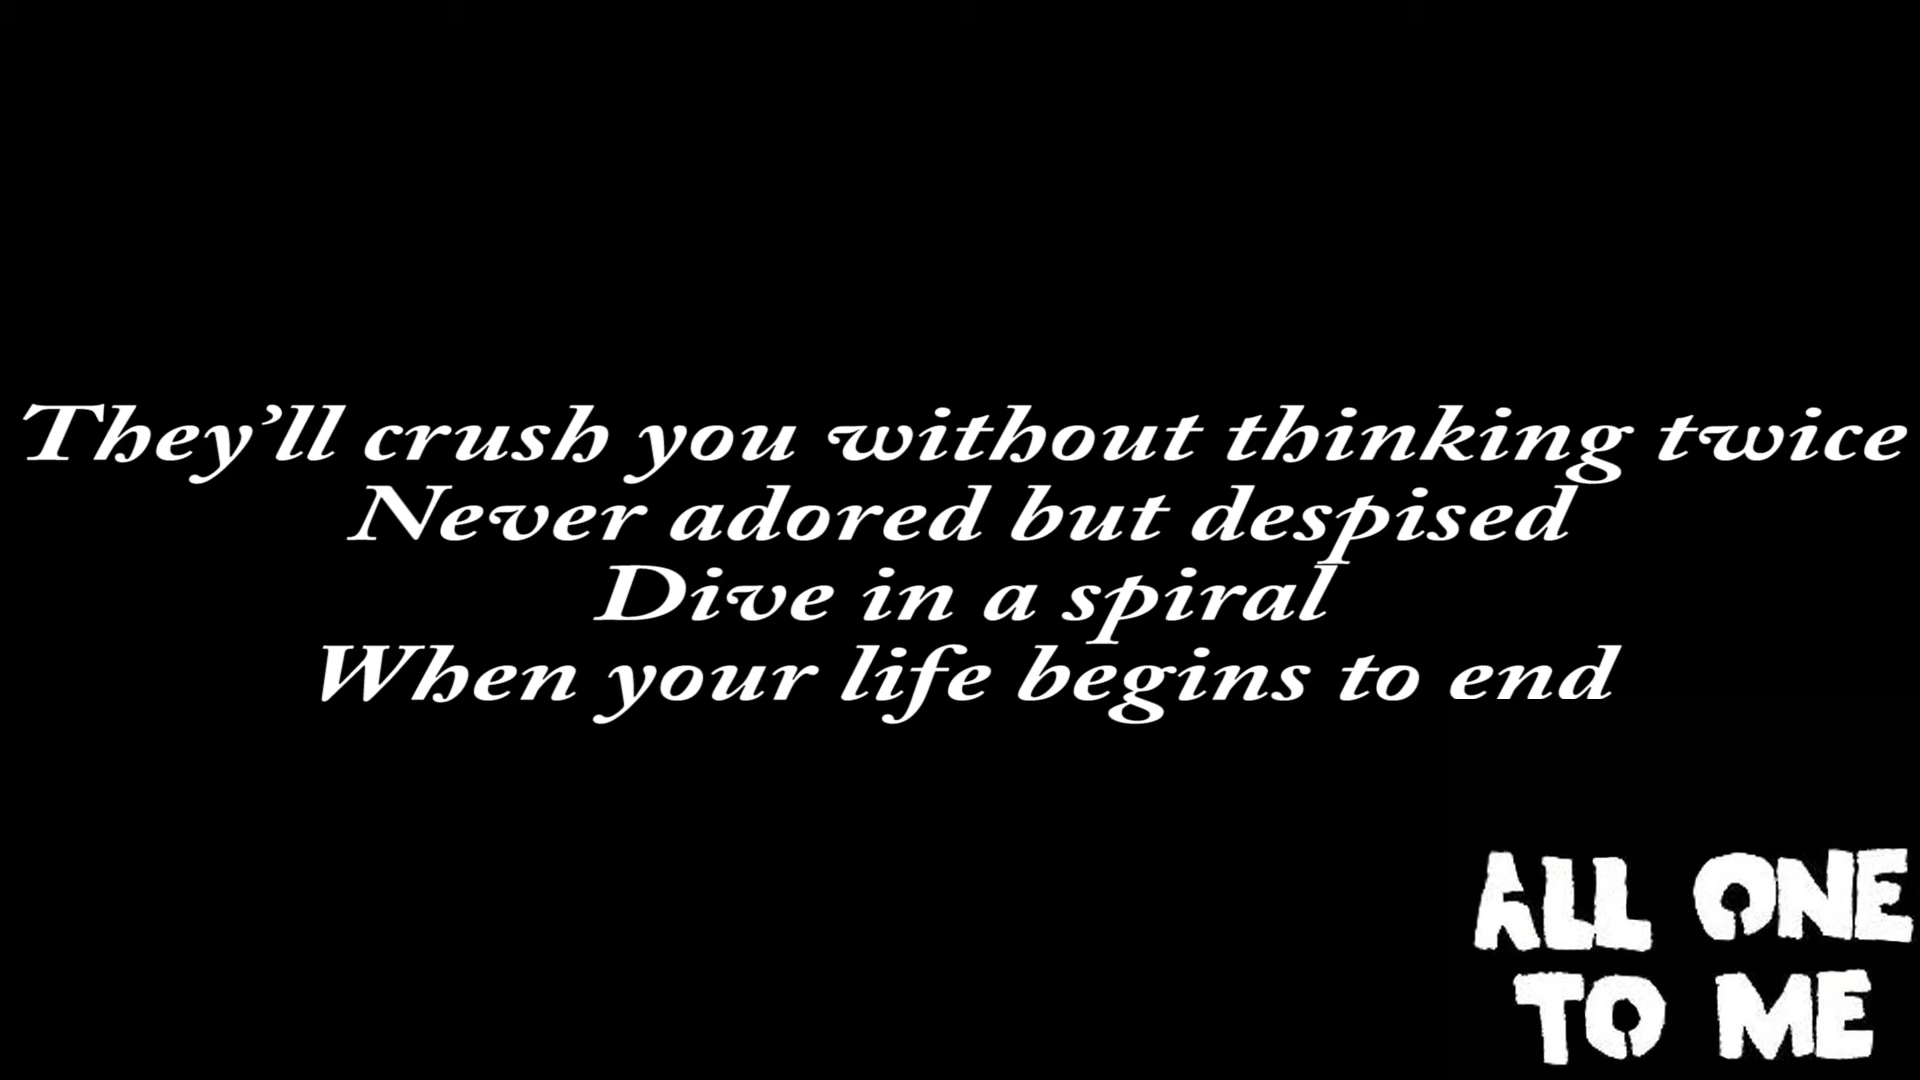 They’ll crush you without thinking twice
Never adored but despised
Dive in a spiral
When your life begins to end
ALL ONE
TO ME